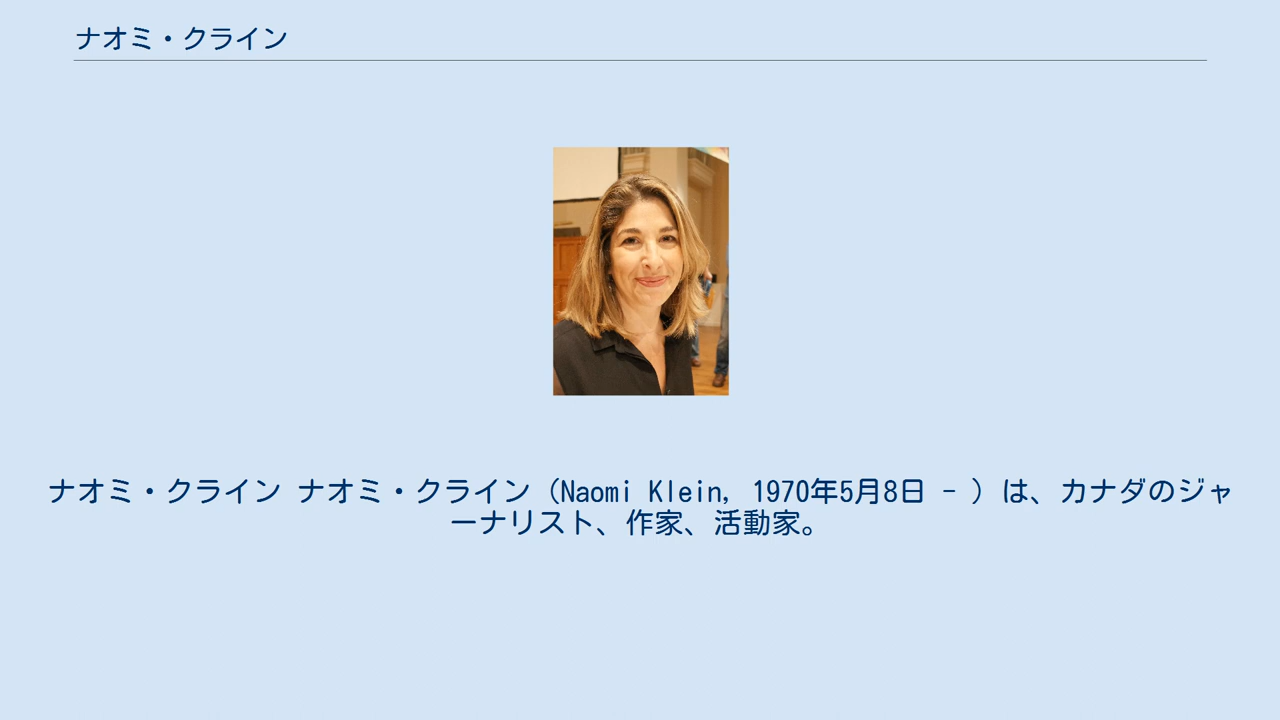 ナオミ・クライン
ナオミ・クライン ナオミ・クライン（Naomi Klein, 1970年5月8日 - ）は、カナダのジャ
ーナリスト、作家、活動家。